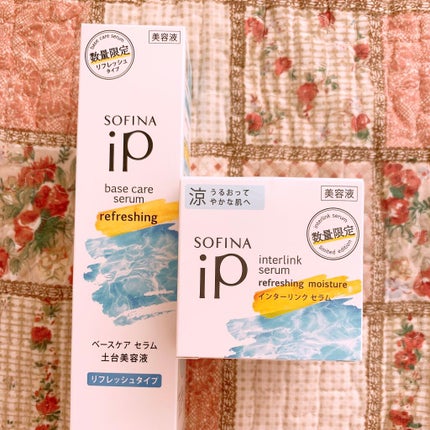 美容液
base care serum
数量限定
リフレッシュ
タイプ
SOFINA
iP
base care
serum
refreshing
ベースケア セラム
土台美容液
リフレッシュタイプ
涼
うるおって
やかな肌へ
美容液
interlink serum
数量限定
limited edition
SOFINA
iP
interlink
serum
refreshing moisture
インターリンク セラム